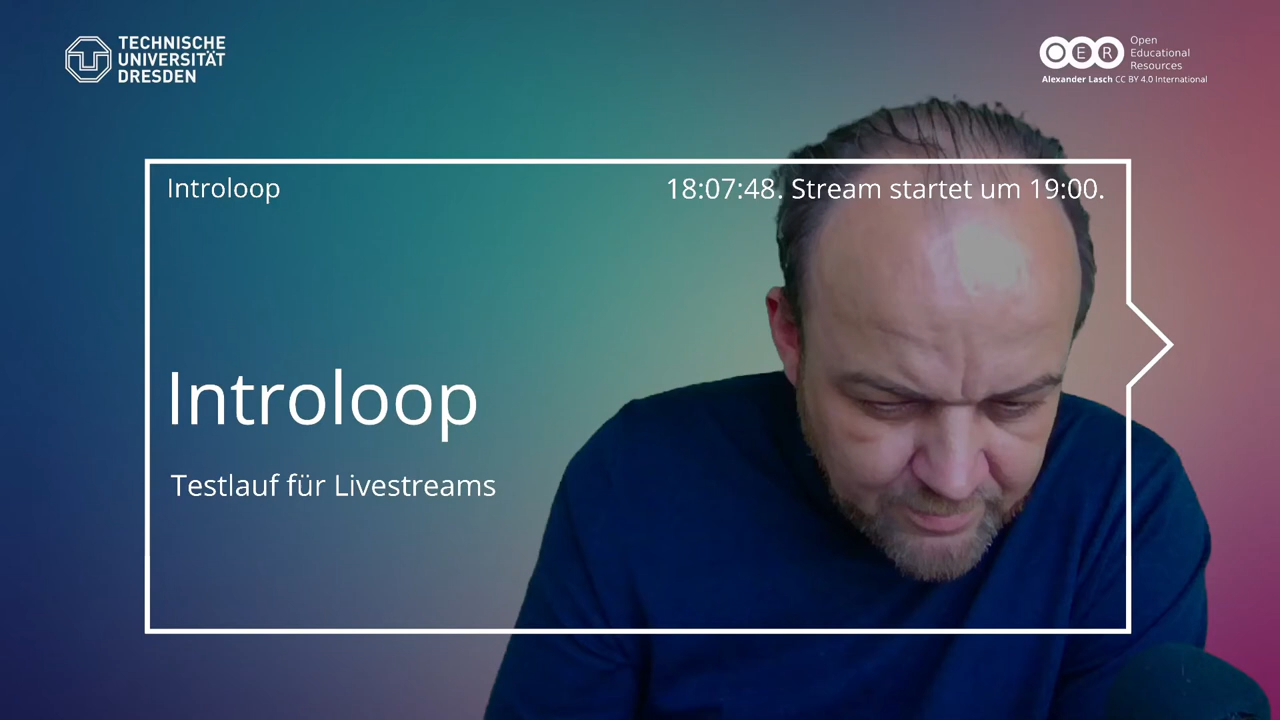 TECHNISCHE
UNIVERSITÄT
DRESDEN
OER
Open
Educational
Resources
Alexander Lasch CC BY 4.0 International
Introloop
18:07:48. Stream startet um 19:00.
Introloop
Testlauf für Livestreams